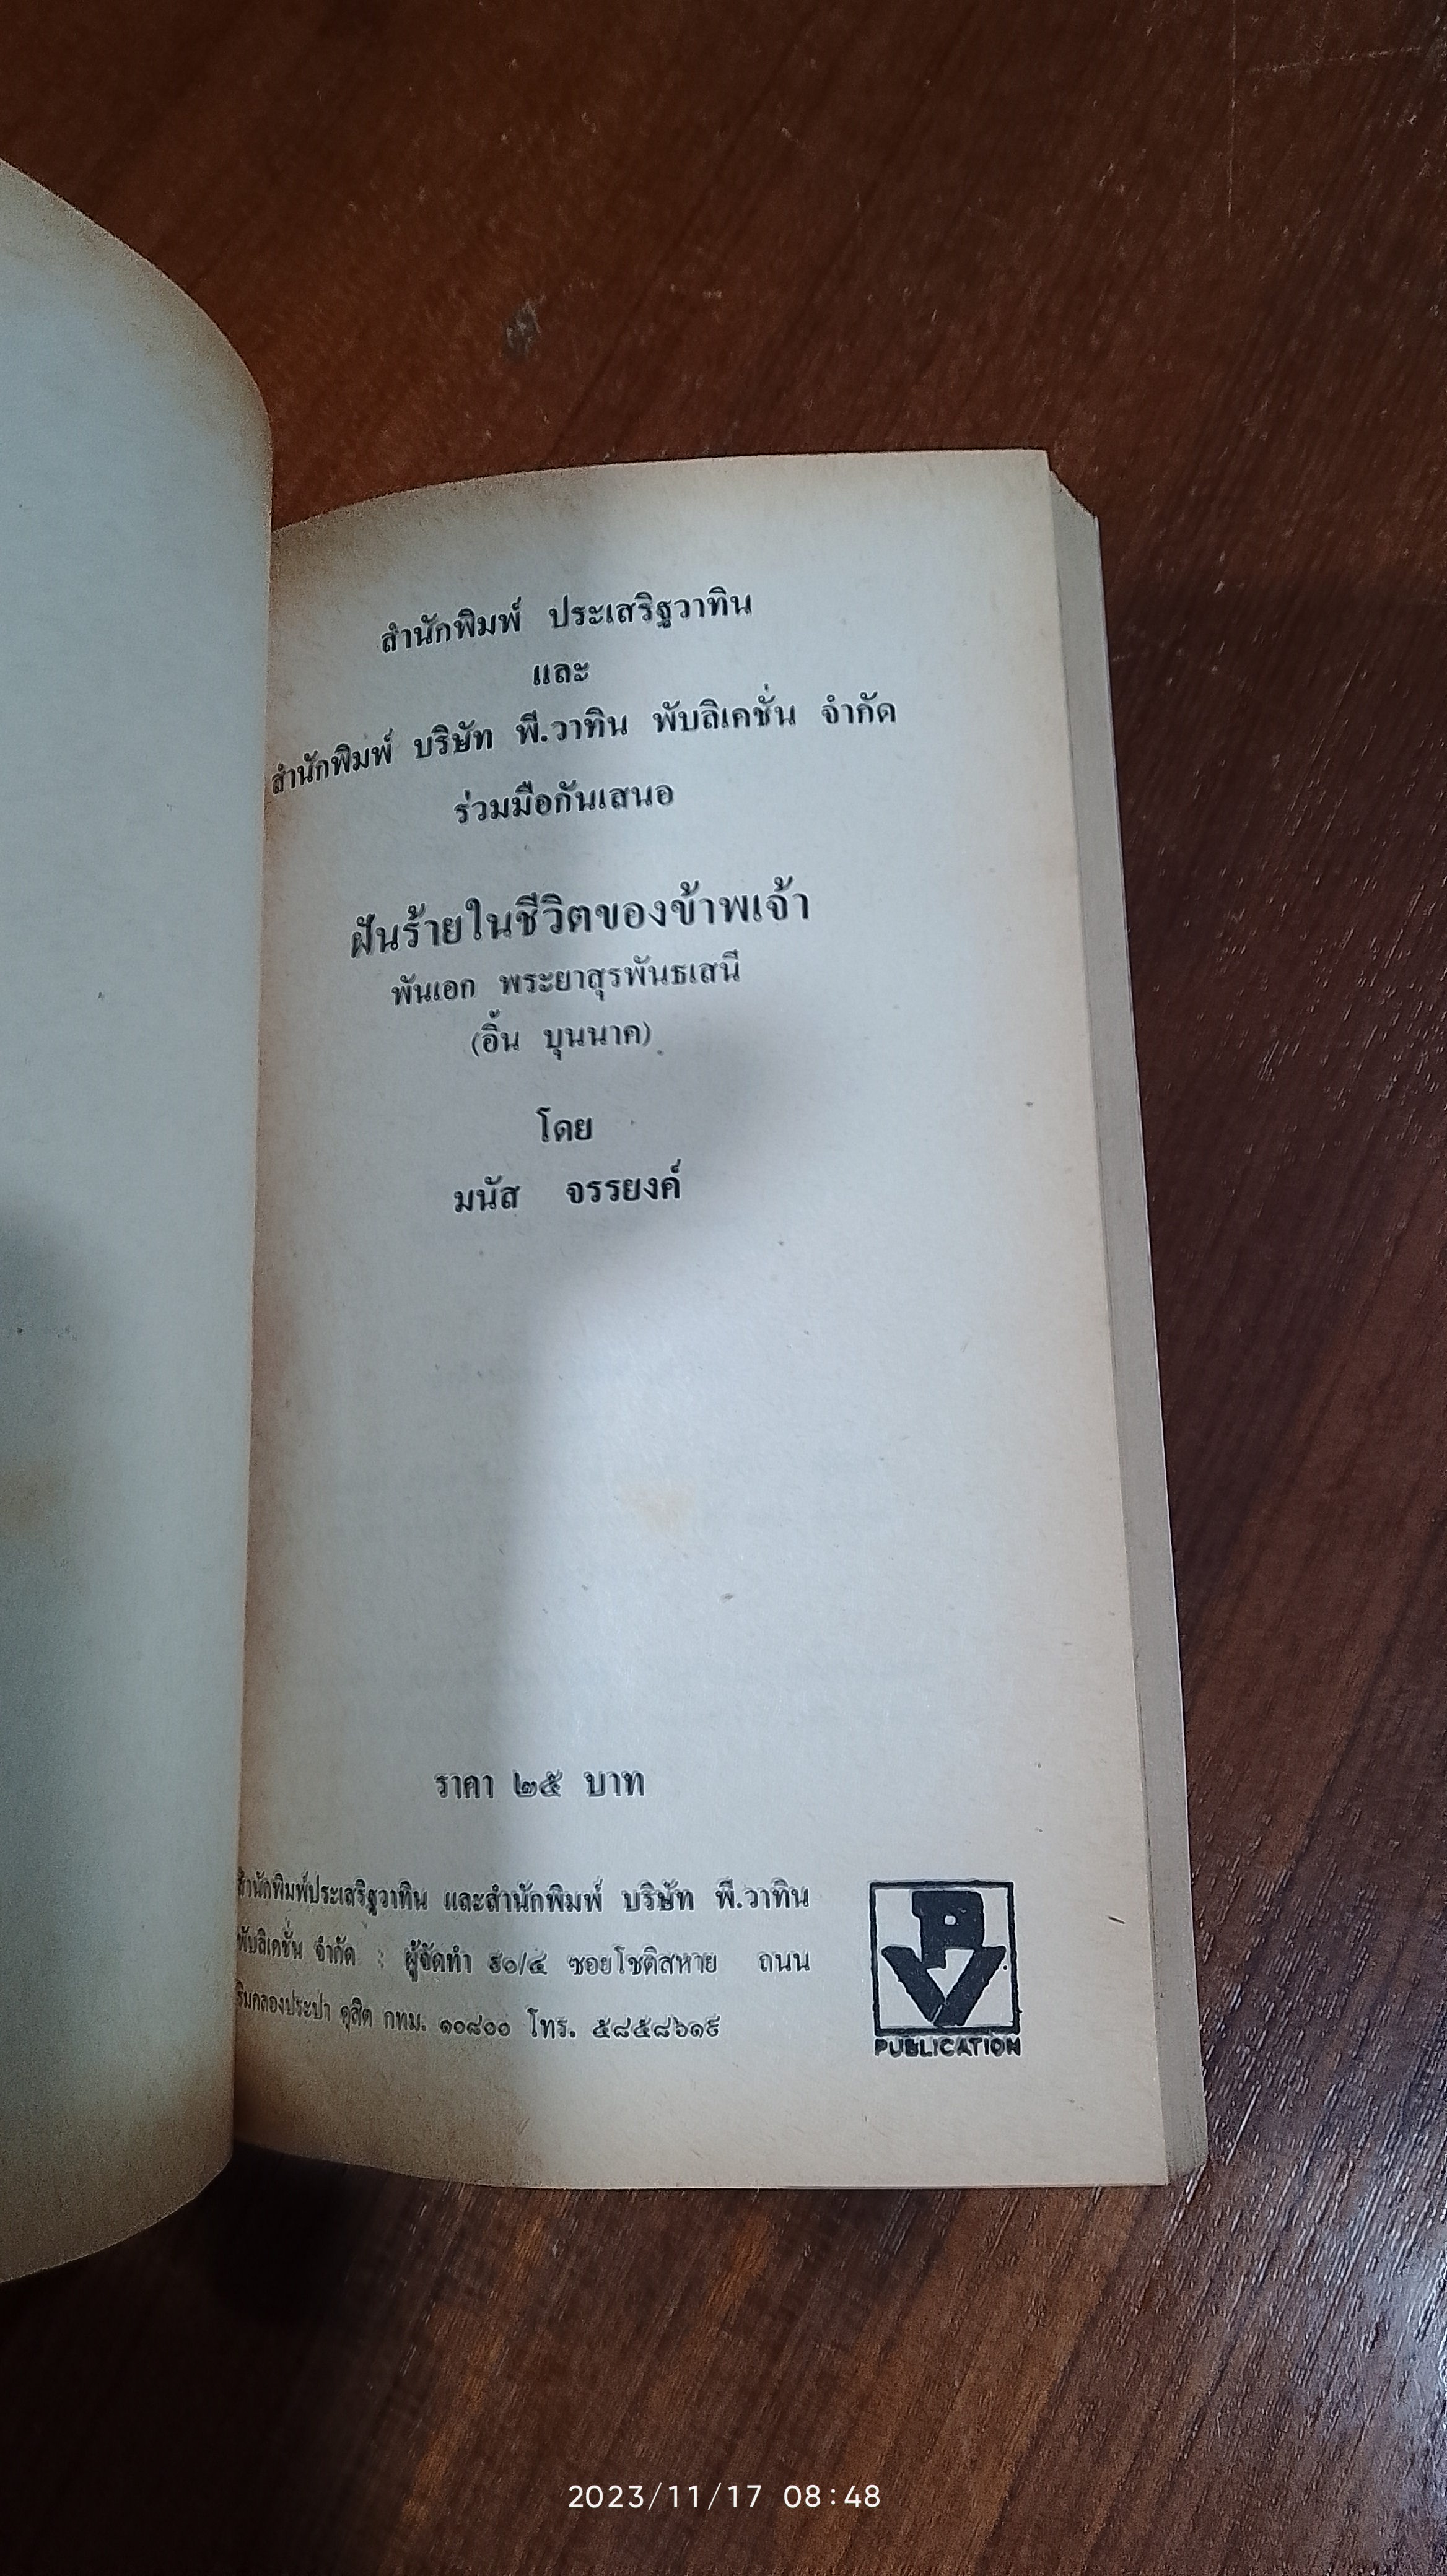 สำนักพิมพ์ ประเสริฐวาทิน
และ
สำนักพิมพ์ บริษัท พี.วาทิน พับลิเคชั่น จำกัด
ร่วมมือกันเสนอ
ฝันร้ายในชีวิตของข้าพเจ้า
พันเอก พระยาสุรพันธเสนี
(อิ้น บุนนาค)
โดย
มนัส จรรยงค์
ราคา ๒๕ บาท
สำนักพิมพ์ประเสริฐวาทิน และสำนักพิมพ์ บริษัท พี.วาทิน
พับลิเคชั่น จำกัด : ผู้จัดทำ ๙๐/๔ ซอยโชติสหาย ถนน
ริมคลองประปา ดุสิต กทม. ๑๐๘๐๐ โทร. ๕๘๕๘๖๑๙
PV
PUBLICATION
2023/11/17 08:48